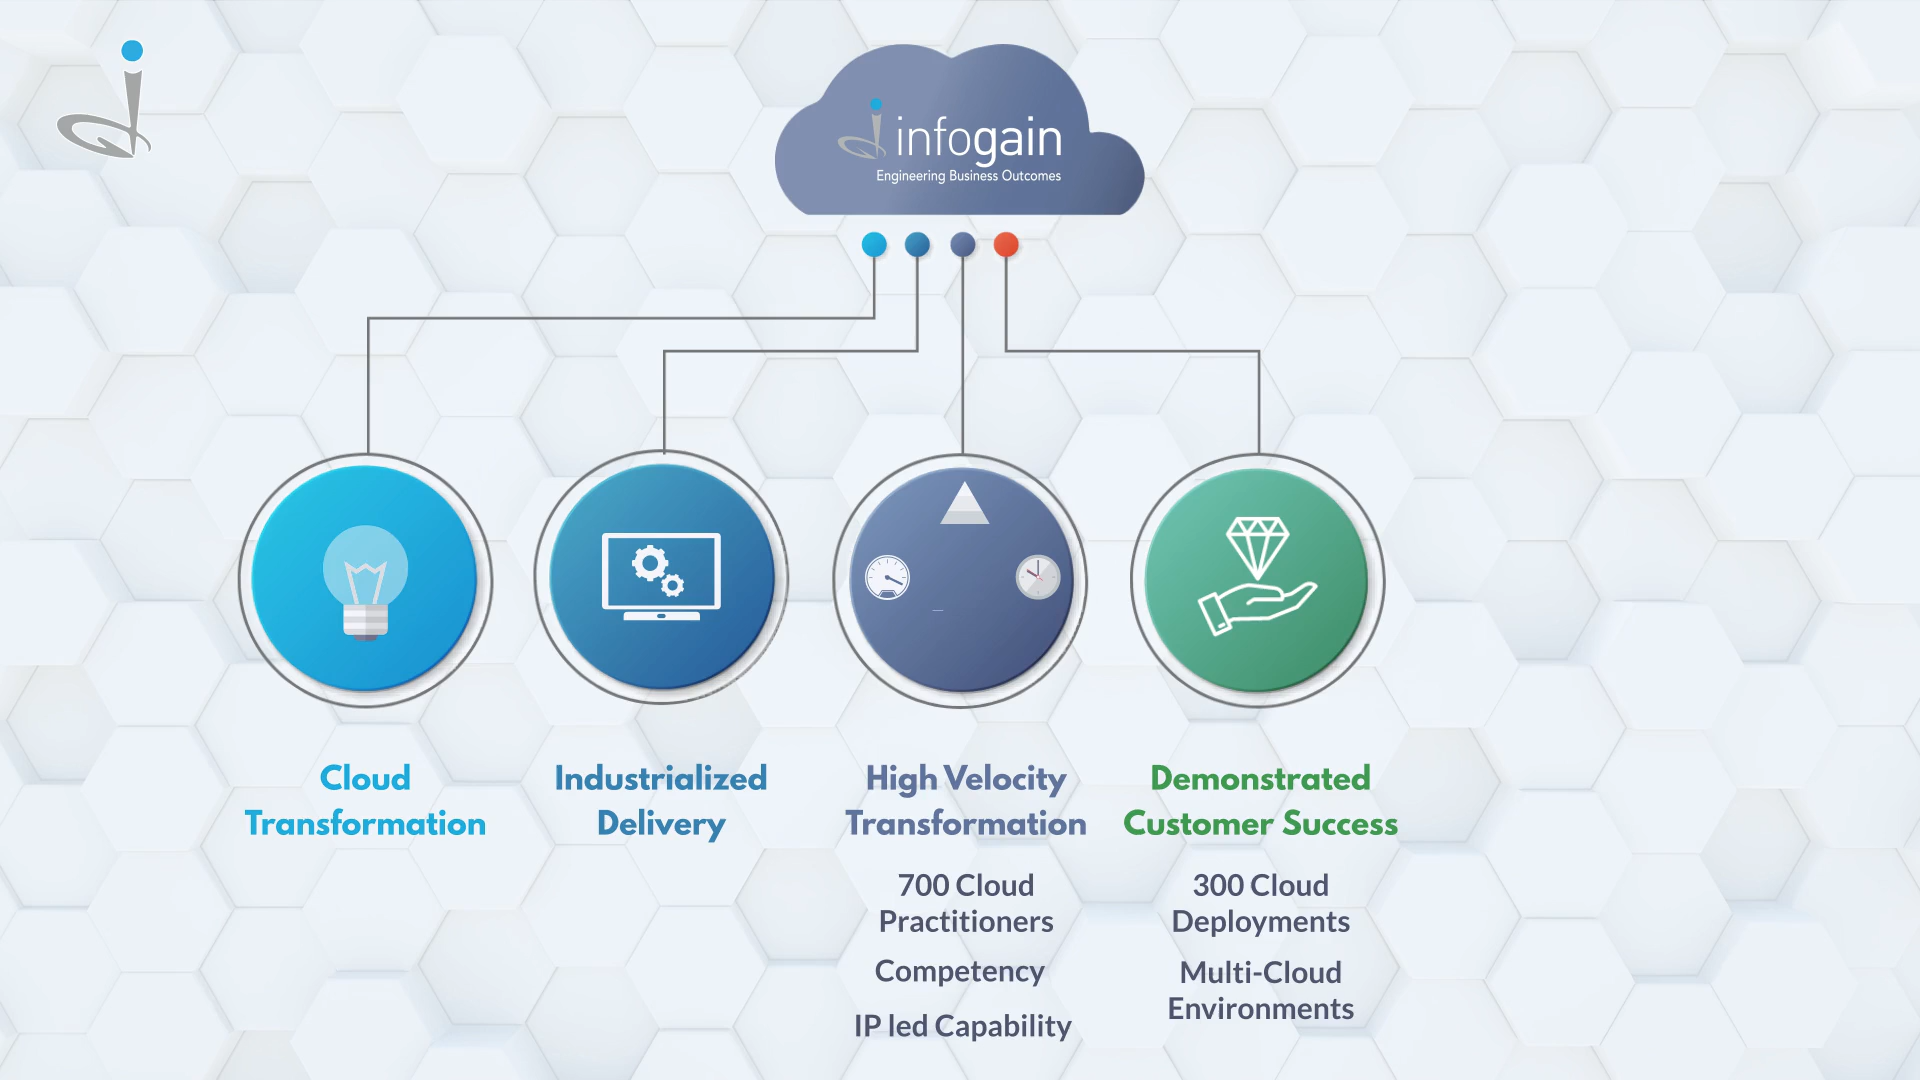 infogain
Engineering Business Outcomes
Cloud
Transformation
Industrialized
Delivery
High Velocity
Transformation
700 Cloud
Practitioners
Competency
IP led Capability
Demonstrated
Customer Success
300 Cloud
Deployments
Multi-Cloud
Environments